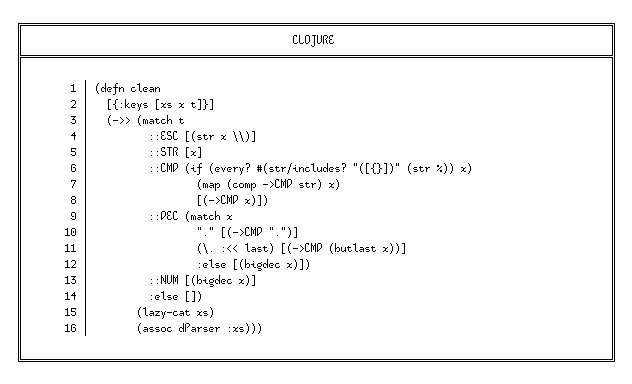 CLOJURE
1 (defn clean
2   [{:keys [xs x t]}]
3   (->> (match t
4         ::ESC [(str x \\)]
5         ::STR [x]
6         ::CMD (if (every? #(str/includes? "([{}])" (str %)) x)
7                 (map (comp ->CMD str) x)
8                 [(->CMD x)])
9         ::DEC (match x
10                 "." [(->CMD ".")]
11                 (\. :<< last) [(->CMD (butlast x))]
12                 :else [(bigdec x)])
13         ::NUM [(bigdec x)]
14         :else [])
15       (lazy-cat xs)
16       (assoc dParser :xs)))